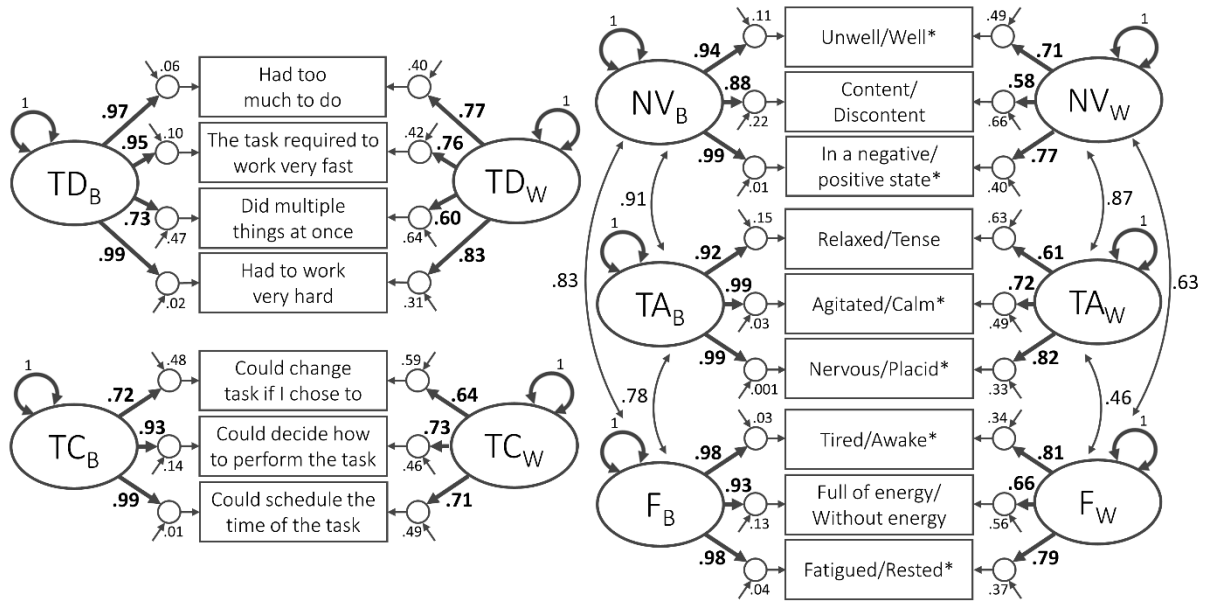 1
.06
Had too
much to do
.40
1
.97
.77
TD_B
.95
.10
The task required to
work very fast
.42
.76
TD_W
.73
.47
Did multiple
things at once
.64
.60
.99
.02
Had to work
very hard
.31
.83
1
.48
Could change
task if I chose to
.59
1
.72
.64
TC_B
.93
.14
Could decide how
to perform the task
.46
.73
TC_W
.99
.01
Could schedule the
time of the task
.49
.71
1
.11
Unwell/Well*
.49
1
.94
.71
NV_B
.88
.22
Content/
Discontent
.66
.58
NV_W
.99
.01
In a negative/
positive state*
.40
.77
.91
.87
.83
.63
1
.15
Relaxed/Tense
.63
1
.92
.61
TA_B
.99
.03
Agitated/Calm*
.49
.72
TA_W
.99
.001
Nervous/Placid*
.33
.82
.78
.46
1
.03
Tired/Awake*
.34
1
.98
.81
F_B
.93
.13
Full of energy/
Without energy
.56
.66
F_W
.98
.04
Fatigued/Rested*
.37
.79